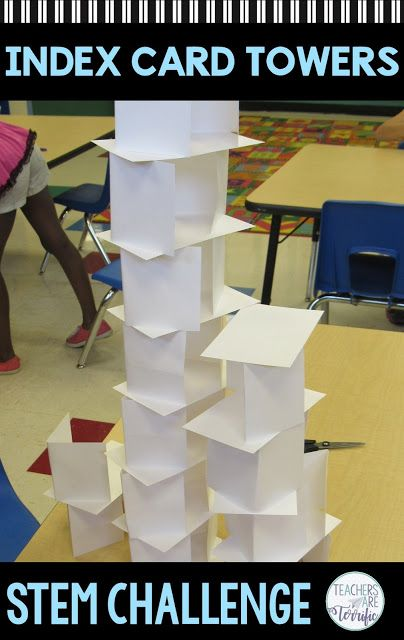 INDEX CARD TOWERS
STEM CHALLENGE
TEACHERS
ARE
Terrific